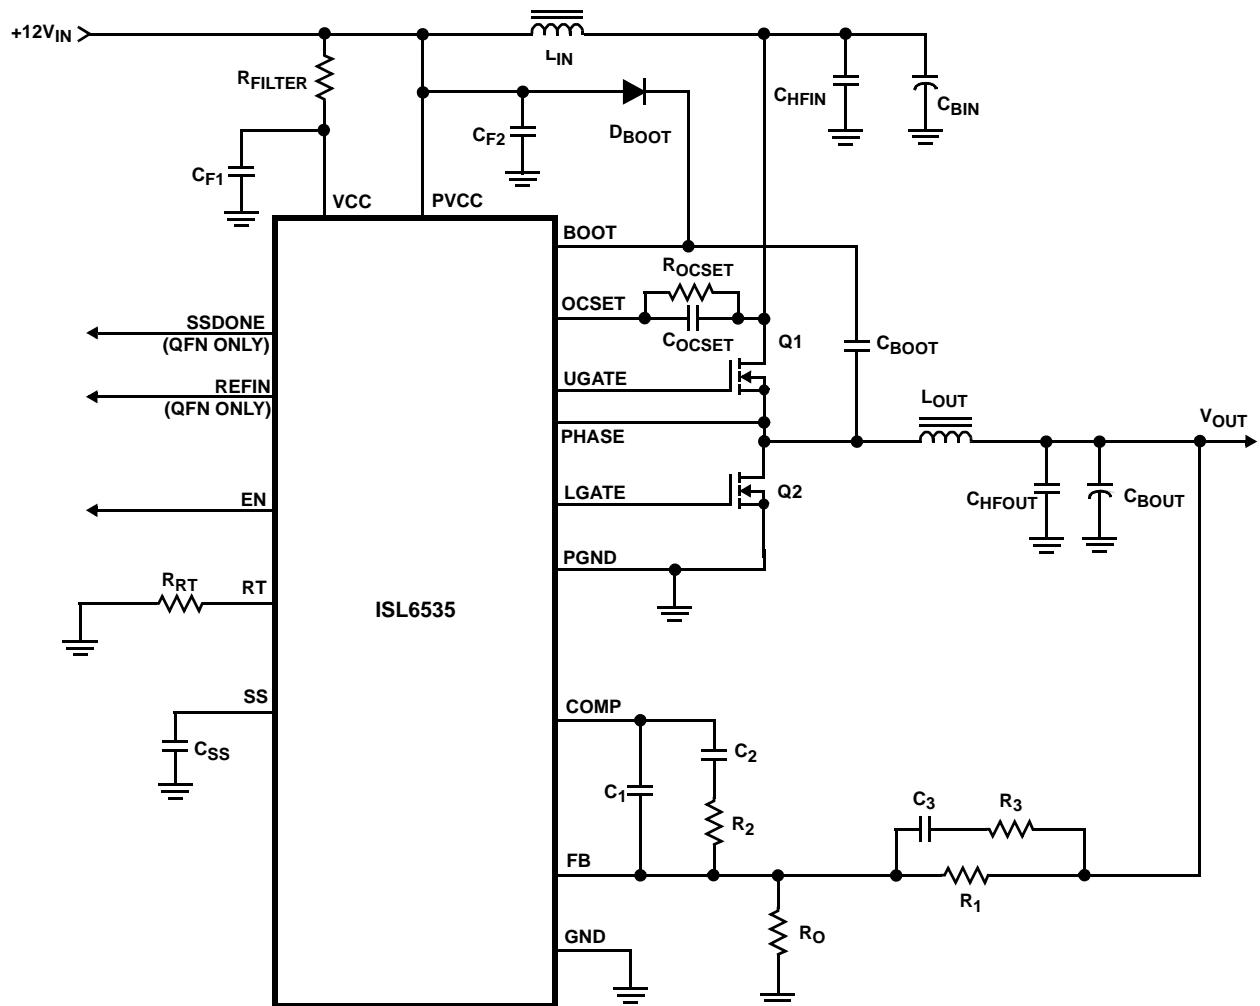 +12VIN
LIN
RFILTER
CHFIN
CBIN
CF2
DBOOT
CF1
VCC
PVCC
BOOT
ROCSET
OCSET
COCSET
Q1
CBOOT
SSDONE
(QFN ONLY)
UGATE
REFIN
(QFN ONLY)
LOUT
VOUT
PHASE
LGATE
Q2
CHFOUT
CBOUT
EN
PGND
RRT
RT
ISL6535
SS
COMP
CSS
C2
C1
C3
R3
R2
FB
R1
RO
GND